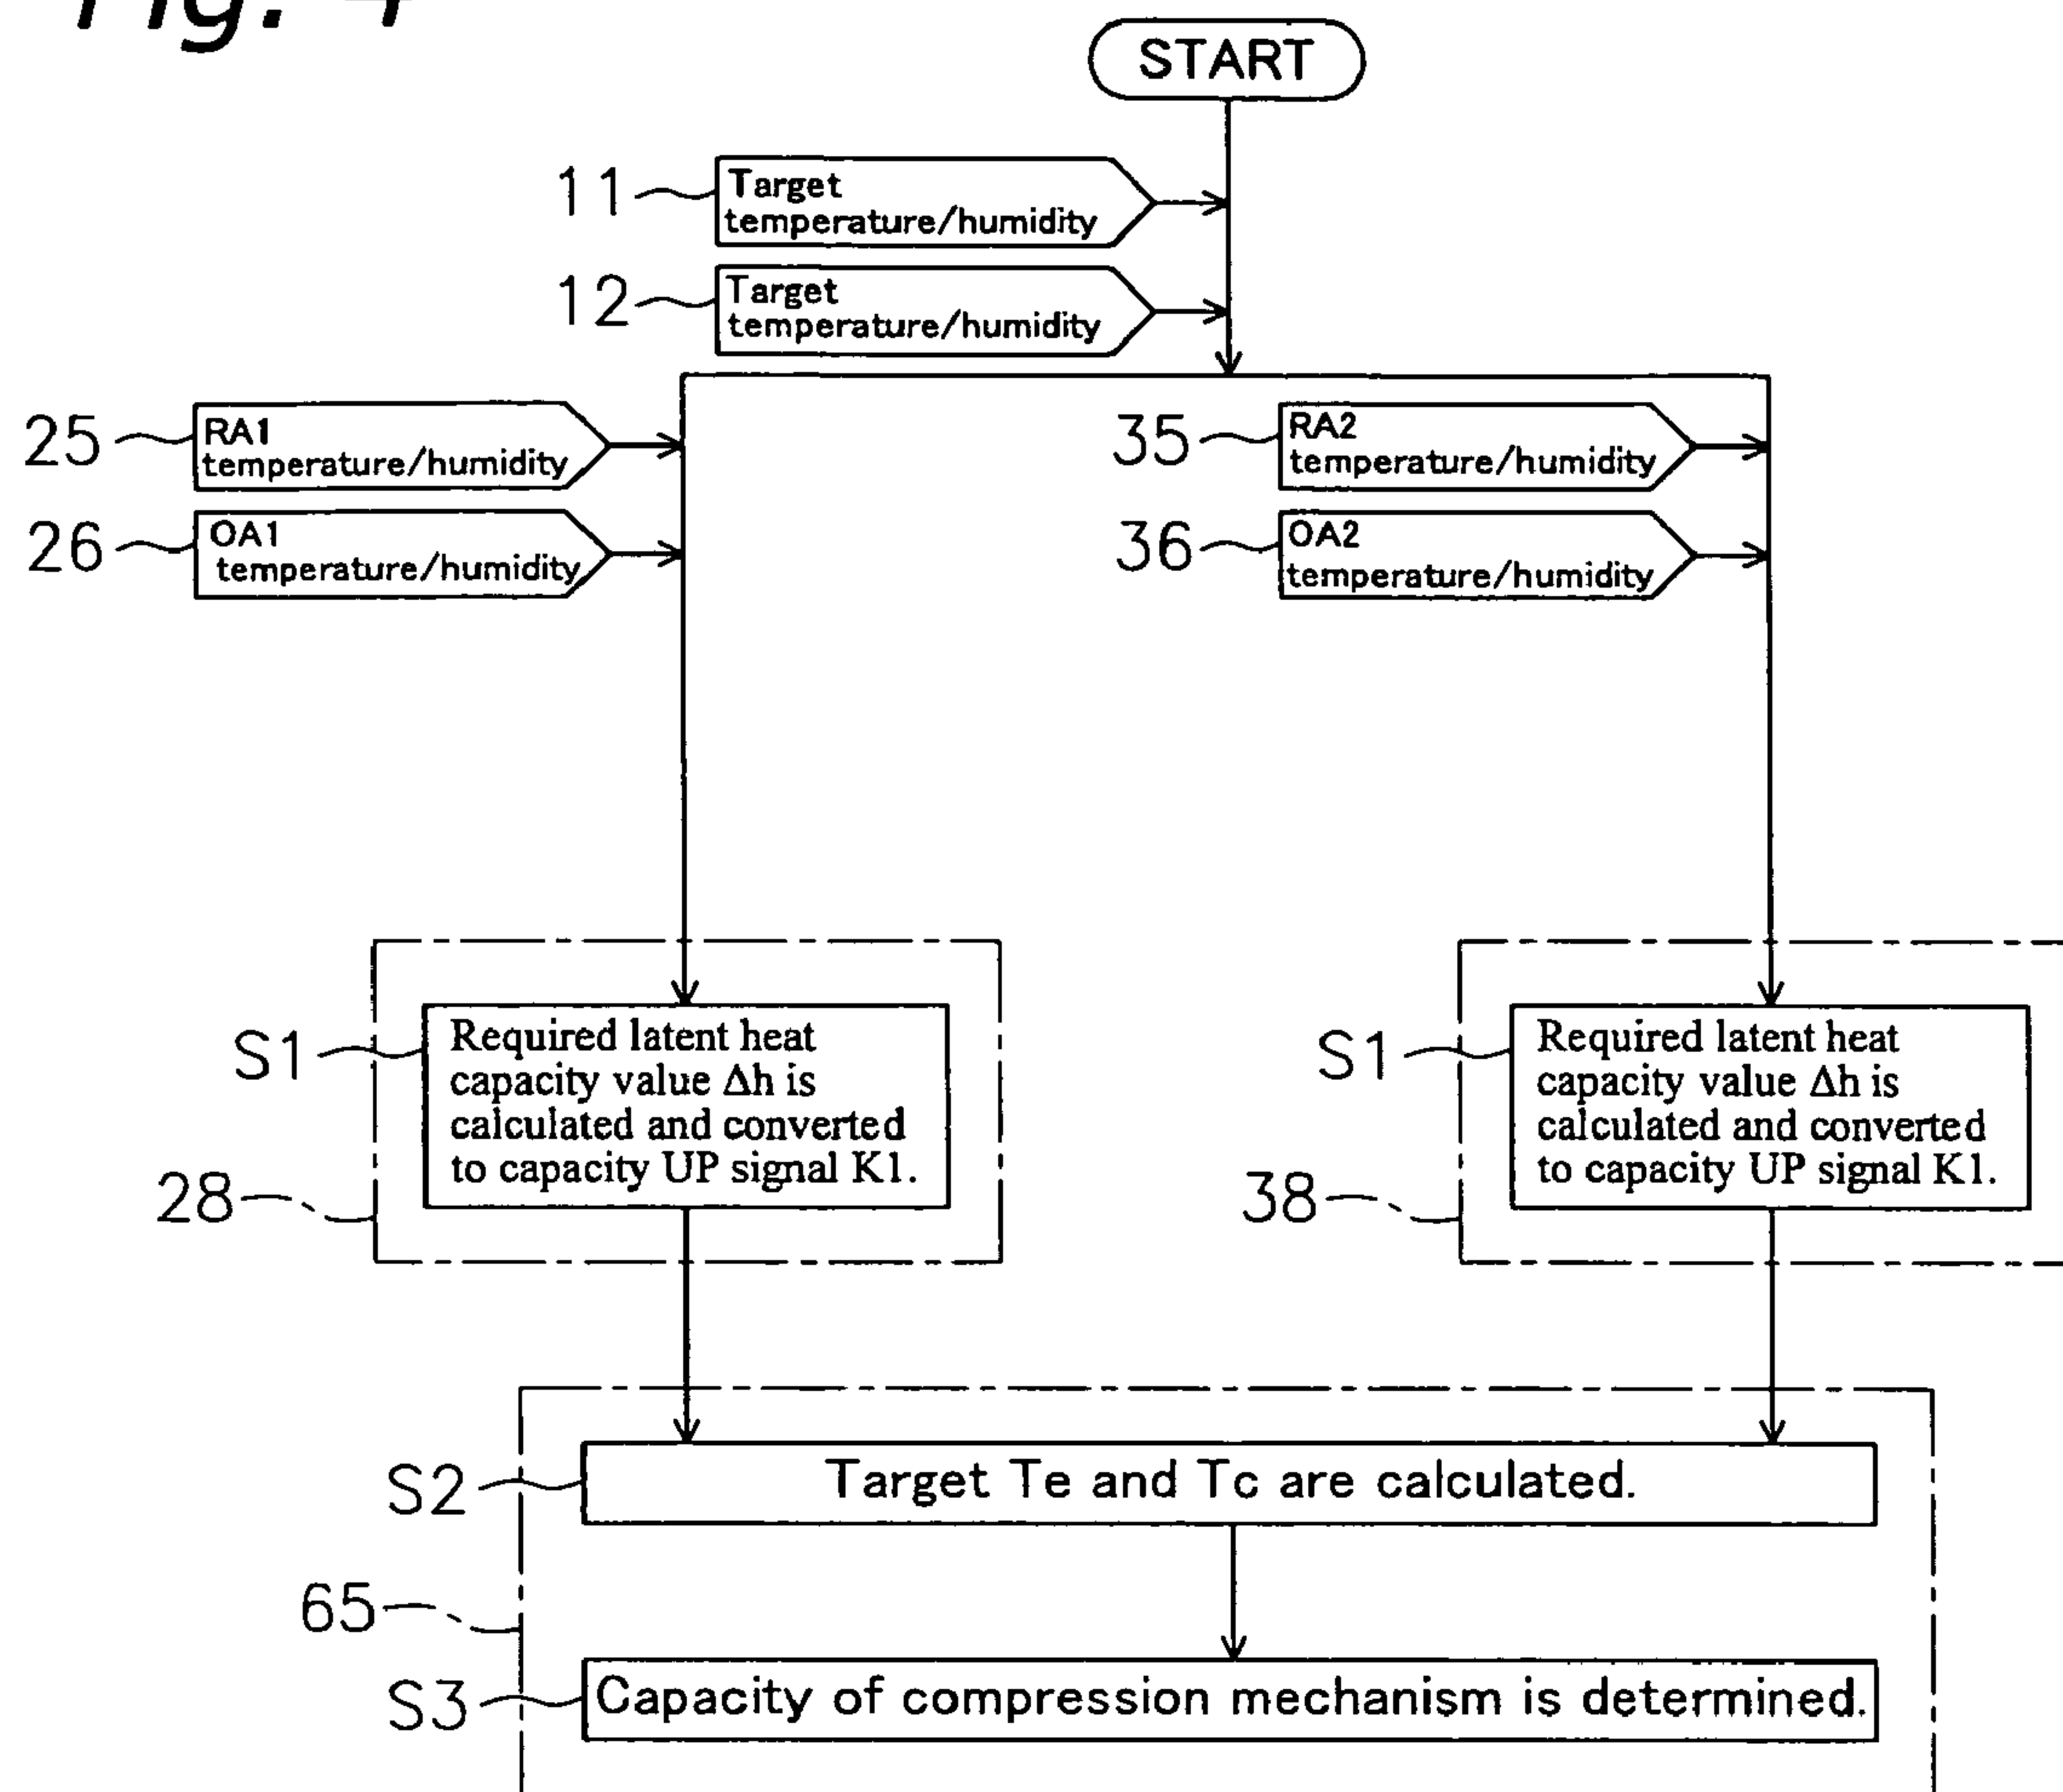 Fig. 4
START
11
Target
temperature/humidity
12
Target
temperature/humidity
25
RA1
temperature/humidity
35
RA2
temperature/humidity
26
OA1
temperature/humidity
36
OA2
temperature/humidity
S1
Required latent heat
capacity value Δh is
calculated and converted
to capacity UP signal K1.
28
S1
Required latent heat
capacity value Δh is
calculated and converted
to capacity UP signal K1.
38
S2
Target Te and Tc are calculated.
65
S3
Capacity of compression mechanism is determined.